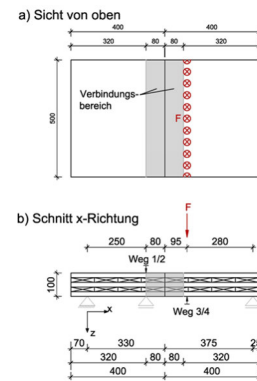 a) Sicht von oben
400 400
320 80 80 320
Verbindungs-
bereich
F
500
b) Schnitt x-Richtung
F
250 80 95 280
Weg 1/2
100
Weg 3/4
x
z
70 330 375
320 80 80 320
400 400